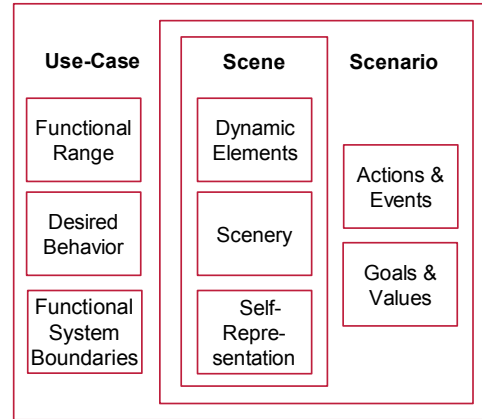 Use-Case
Functional
Range
Desired
Behavior
Functional
System
Boundaries
Scene
Dynamic
Elements
Scenery
Self-
Repre-
sentation
Scenario
Actions &
Events
Goals &
Values